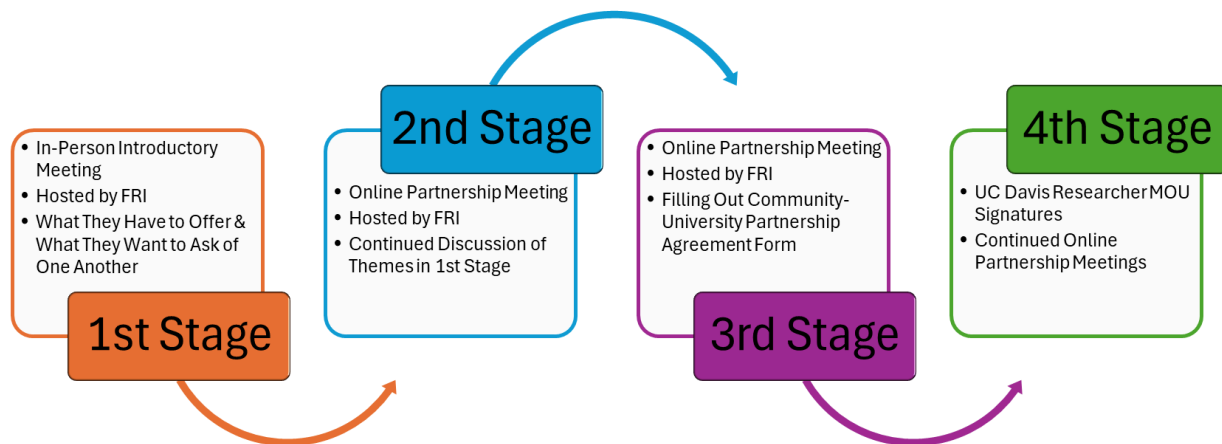 • In-Person Introductory
Meeting
• Hosted by FRI
• What They Have to Offer &
What They Want to Ask of
One Another
1st Stage
2nd Stage
• Online Partnership Meeting
• Hosted by FRI
• Continued Discussion of
Themes in 1st Stage
• Online Partnership Meeting
• Hosted by FRI
• Filling Out Community-
University Partnership
Agreement Form
3rd Stage
4th Stage
• UC Davis Researcher MOU
Signatures
• Continued Online
Partnership Meetings